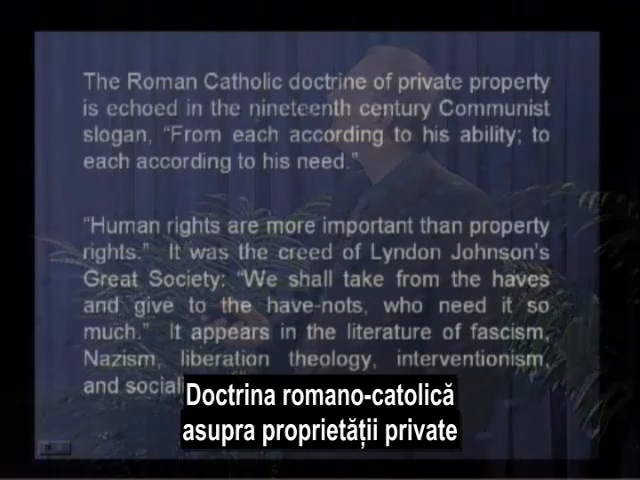 The Roman Catholic doctrine of private property
is echoed in the nineteenth century Communist
slogan, “From each according to his ability; to
each according to his need.”
“Human rights are more important than property
rights.”  It was the creed of Lyndon Johnson’s
Great Society: “We shall take from the haves
and give to the have-nots, who need it so
much.”  It appears in the literature of fascism,
Nazism, liberation theology, interventionism,
and sociali
Doctrina romano-catolică
asupra proprietății private